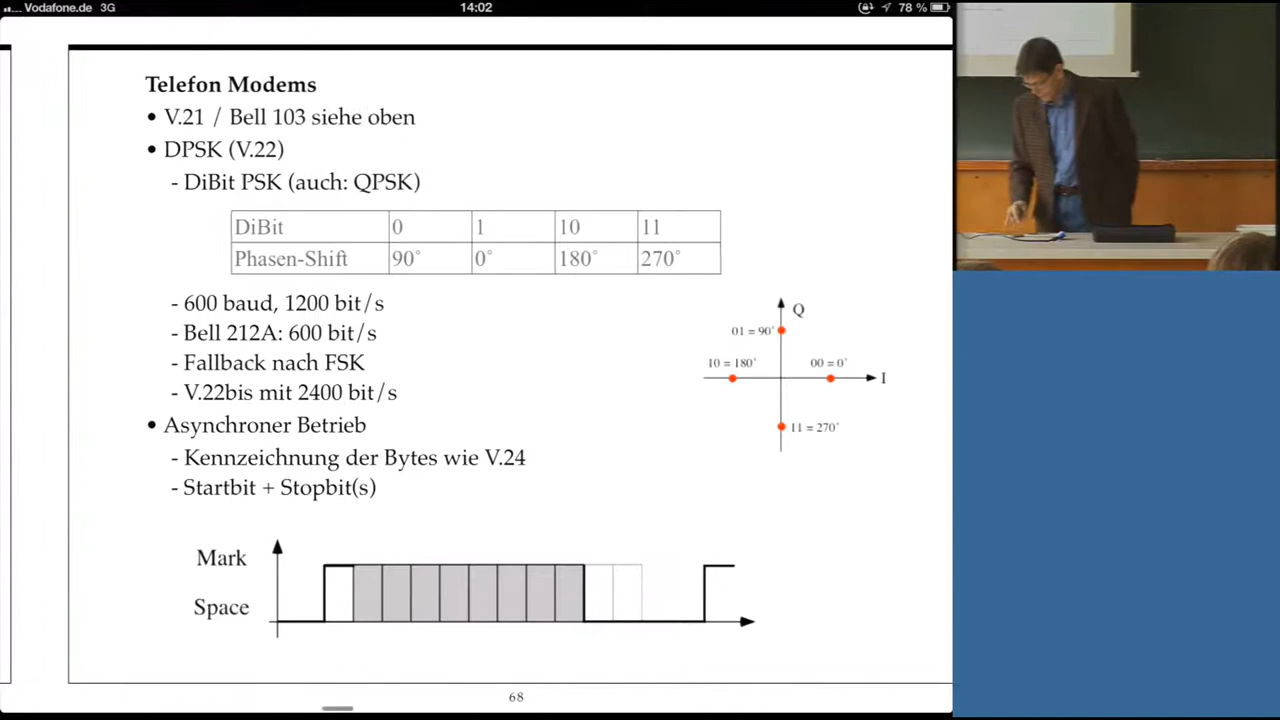 Vodafone.de 3G 14:02 78 %
Telefon Modems
• V.21 / Bell 103 siehe oben
• DPSK (V.22)
- DiBit PSK (auch: QPSK)
DiBit 0 1 10 11
Phasen-Shift 90° 0° 180° 270°
- 600 baud, 1200 bit/s
- Bell 212A: 600 bit/s
- Fallback nach FSK
- V.22bis mit 2400 bit/s
• Asynchroner Betrieb
- Kennzeichnung der Bytes wie V.24
- Startbit + Stopbit(s)
Q
01 = 90°
10 = 180° 00 = 0°
I
11 = 270°
Mark
Space
68